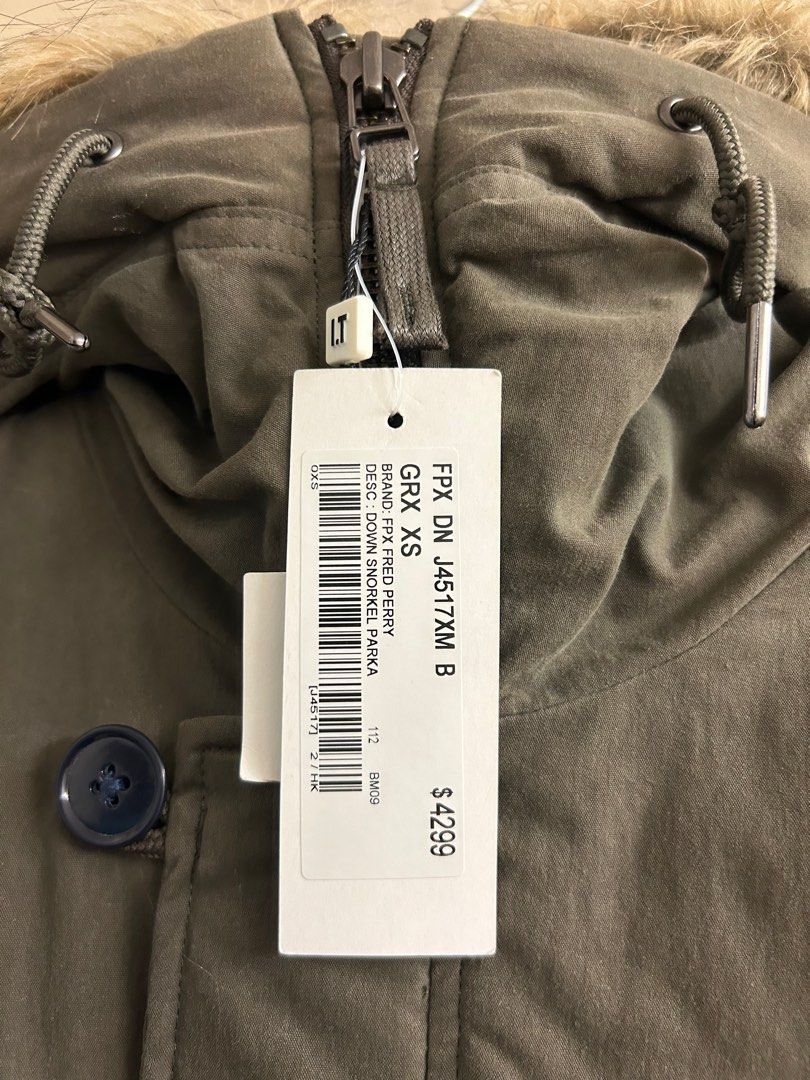 I.T
FPX DN J4517XM B
GRX XS
$4299
BRAND: FPX FRED PERRY
DESC : DOWN SNORKEL PARKA
112 BM09
0XS
[J4517] 2 / HK